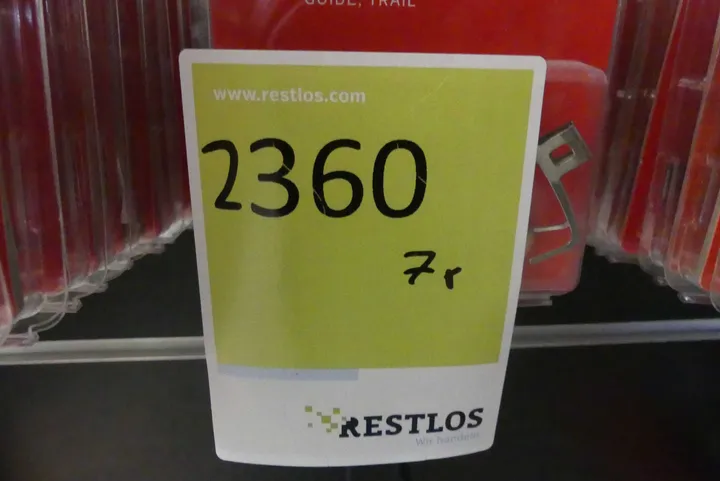 GUIDE, TRAIL
www.restlos.com
2360
7r
RESTLOS
Wir handeln!